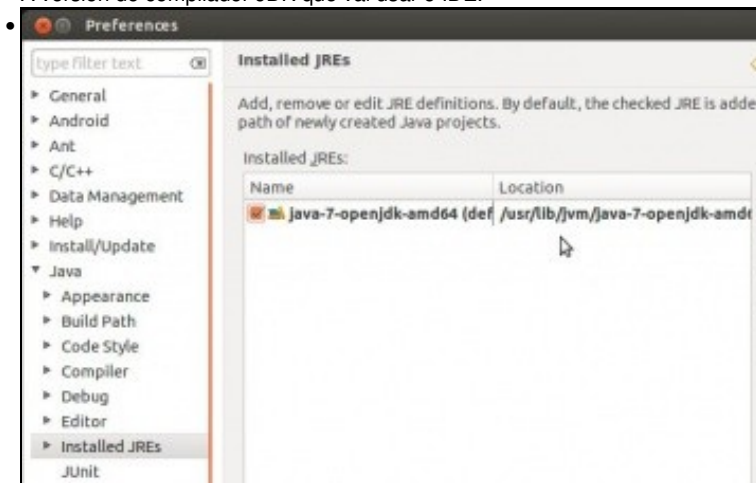 A versión do compilador JDK que vai usar o IDE.
Preferences
type filter text
Installed JREs
General
Android
Ant
C/C++
Data Management
Help
Install/Update
Java
Appearance
Build Path
Code Style
Compiler
Debug
Editor
Installed JREs
JUnit
Add, remove or edit JRE definitions. By default, the checked JRE is adde
path of newly created Java projects.
Installed JREs:
Name Location
java-7-openjdk-amd64 (def /usr/lib/jvm/java-7-openjdk-amd